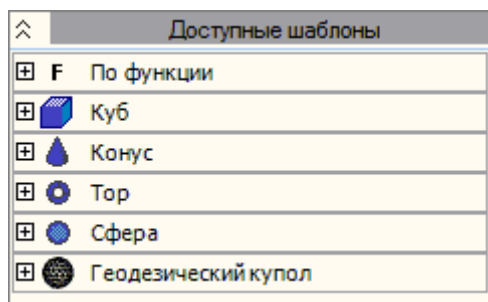 Доступные шаблоны
F По функции
Куб
Конус
Тор
Сфера
Геодезический купол